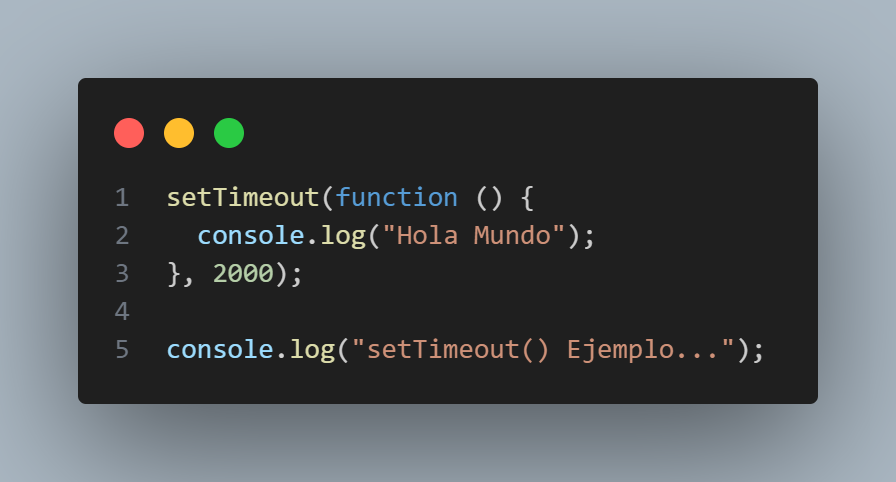 1 setTimeout(function () {
2   console.log("Hola Mundo");
3 }, 2000);
4
5 console.log("setTimeout() Ejemplo...");